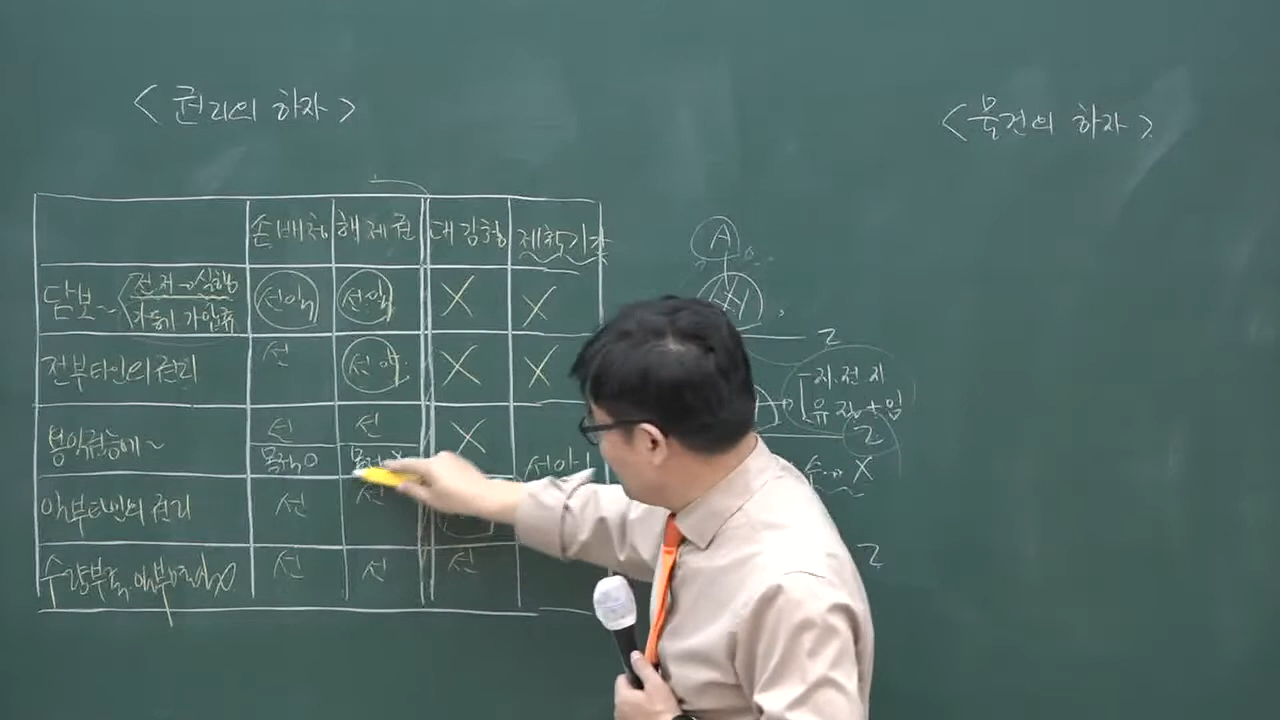 <권리의 하자>
<물건의 하자>
손배청 해제권 대금청 제척기간
담보~ 전.저→실행 선악 선악 X X
가등기 가압류
전부타인의 권리 선 선악 X X
용익권능에~ 선 선 X
목적O 선악1
일부타인의 권리 선 선
수량부족, 일부멸실 선 선 선
A
2
-지.전.지
유 질+임
2
X
2